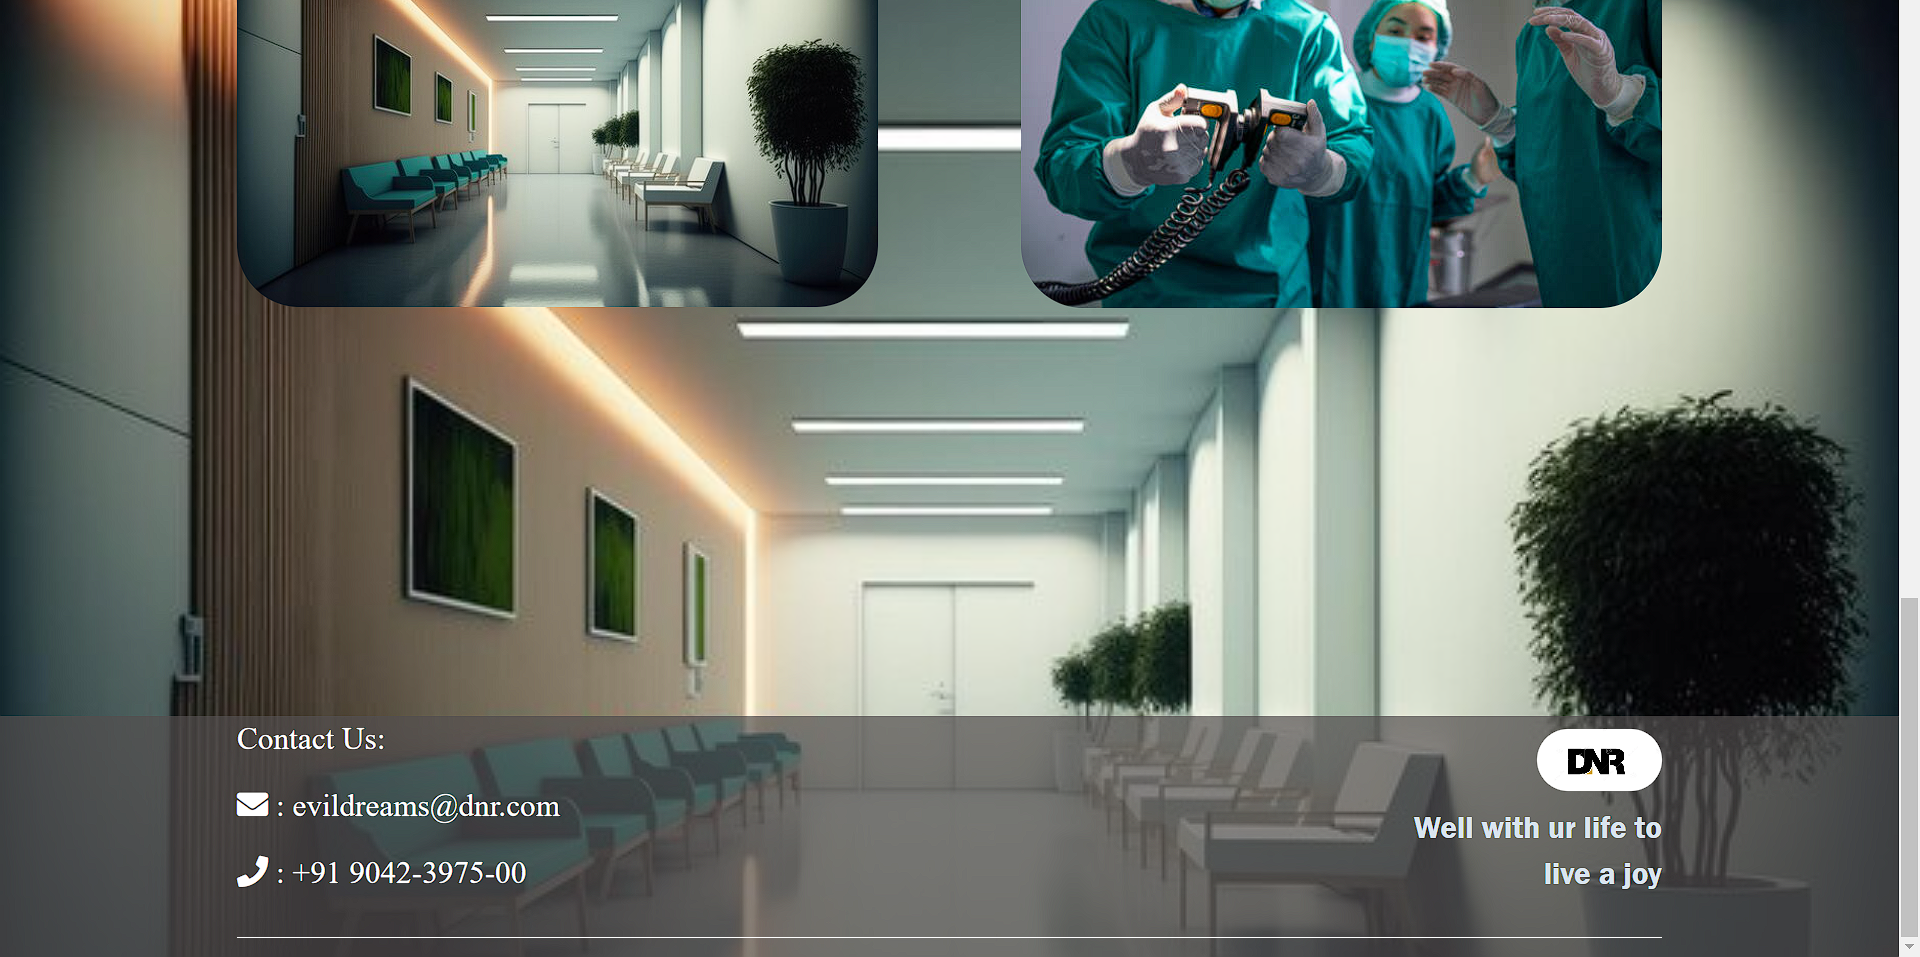 Contact Us:
: evildreams@dnr.com
: +91 9042-3975-00
DNR
Well with ur life to
live a joy